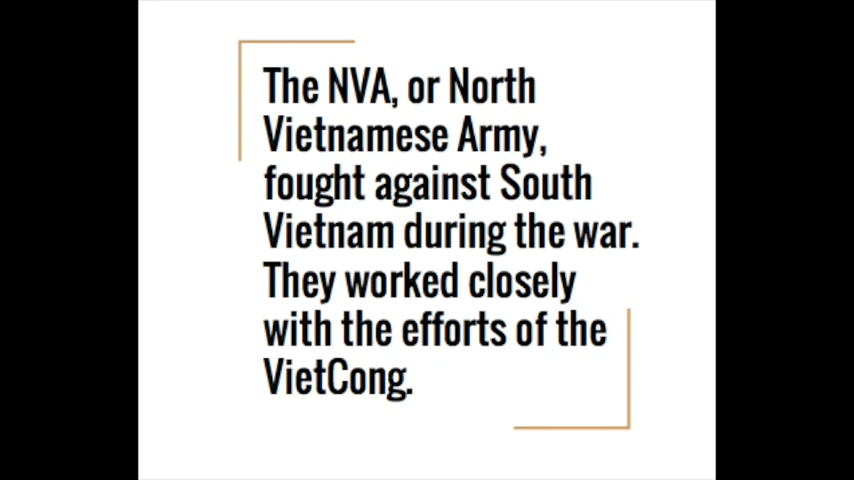 The NVA, or North
Vietnamese Army,
fought against South
Vietnam during the war.
They worked closely
with the efforts of the
VietCong.